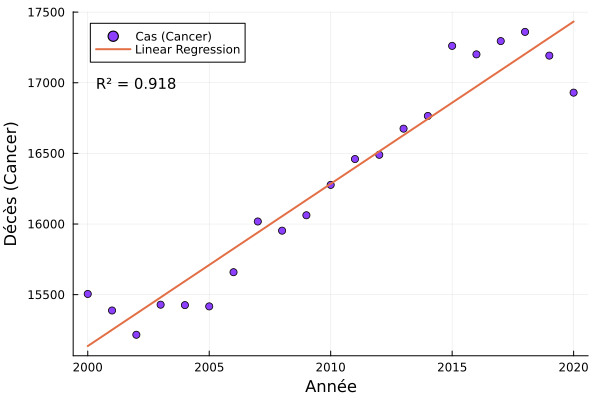 17500
Cas (Cancer)
Linear Regression
R² = 0.918
17000
16500
16000
15500
Décès (Cancer)
2000
2005
2010
2015
2020
Année